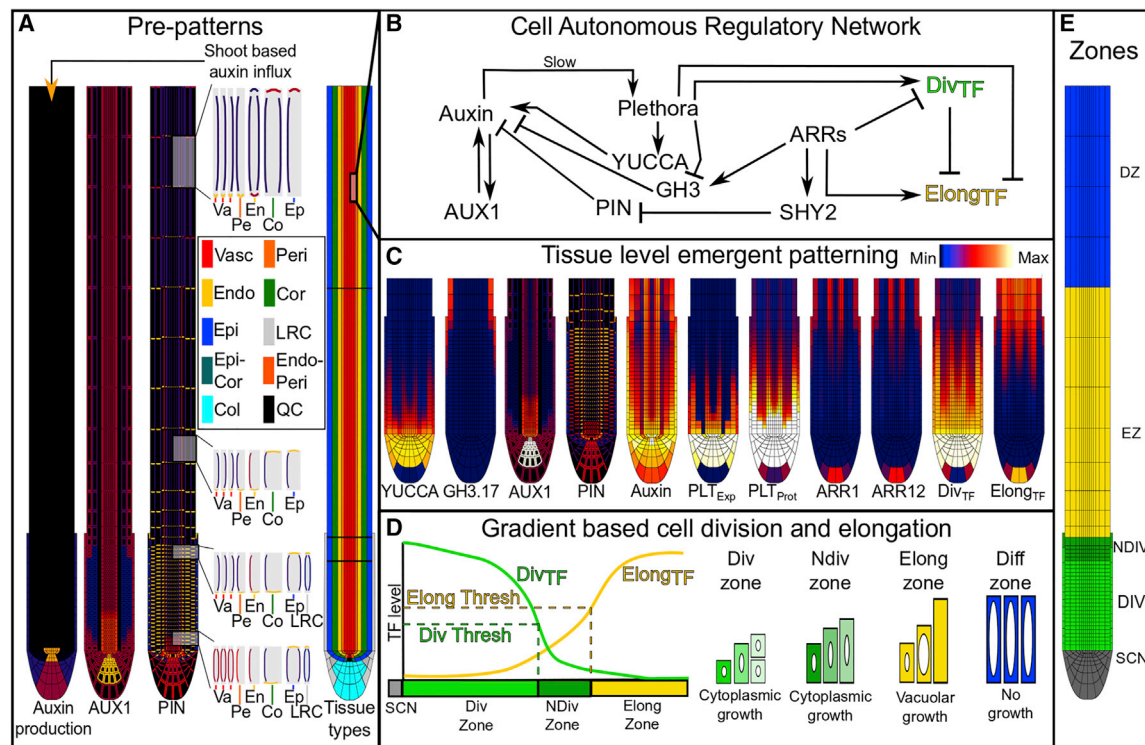 A
Pre-patterns
Shoot based
auxin influx
Va
Pe
En
Co
Ep
Vasc
Peri
Endo
Cor
Epi
LRC
Epi-
Cor
Endo-
Peri
Col
QC
Va
Pe
En
Co
Ep
Va
Pe
En
Co
Ep
LRC
Va
Pe
En
Co
Ep
LRC
Auxin
production
AUX1
PIN
Tissue
types
B
Cell Autonomous Regulatory Network
Slow
Auxin
Plethora
DivTF
ARRs
YUCCA
GH3
ElongTF
AUX1
PIN
SHY2
C
Tissue level emergent patterning
Min
Max
YUCCA
GH3.17
AUX1
PIN
Auxin
PLTExp
PLTProt
ARR1
ARR12
DivTF
ElongTF
D
Gradient based cell division and elongation
TF level
DivTF
ElongTF
Elong Thresh
Div Thresh
SCN
Div
Zone
NDiv
Zone
Elong
Zone
Div
zone
Ndiv
zone
Elong
zone
Diff
zone
Cytoplasmic
growth
Cytoplasmic
growth
Vacuolar
growth
No
growth
E
Zones
DZ
EZ
NDIV
DIV
SCN